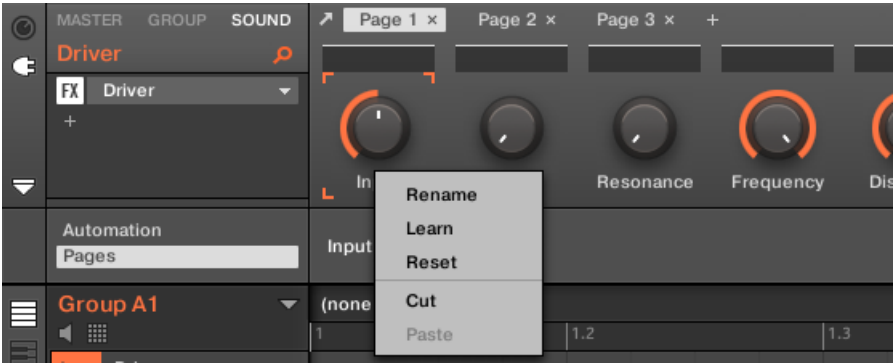 MASTER GROUP SOUND
Page 1 × Page 2 × Page 3 × +
Driver
FX Driver
+
In
Resonance Frequency Dis
Rename
Learn
Reset
Cut
Paste
Automation
Pages
Input
Group A1
(none
1 1.2 1.3